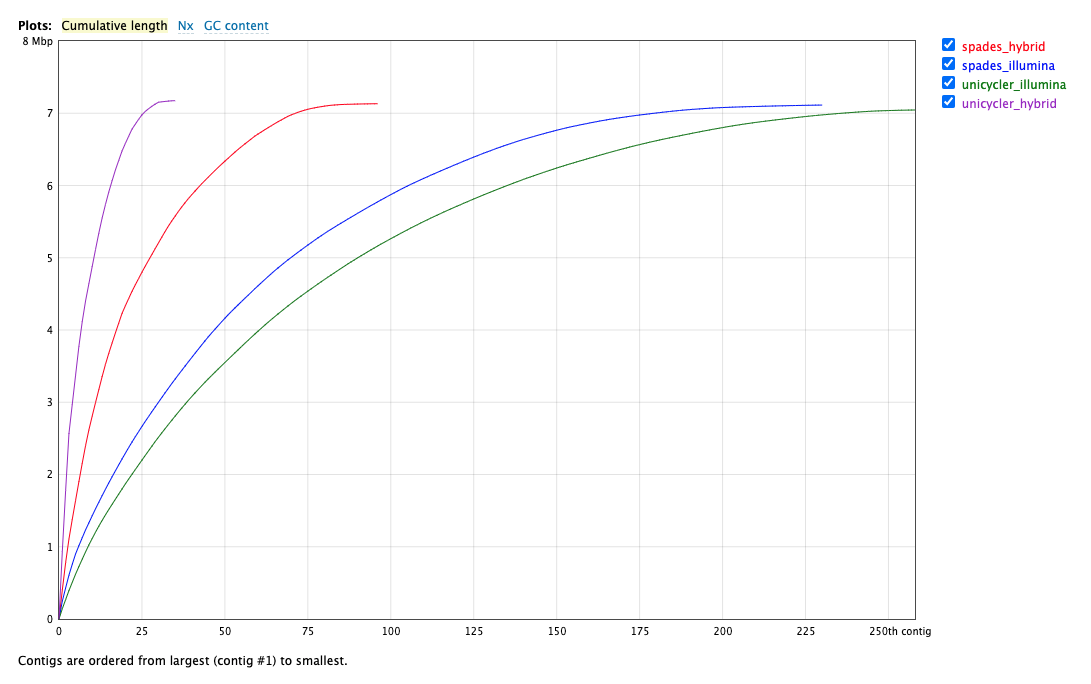 Plots: Cumulative length Nx GC content
8 Mbp
7
6
5
4
3
2
1
0
0 25 50 75 100 125 150 175 200 225 250th contig
spades_hybrid
spades_illumina
unicycler_illumina
unicycler_hybrid
Contigs are ordered from largest (contig #1) to smallest.